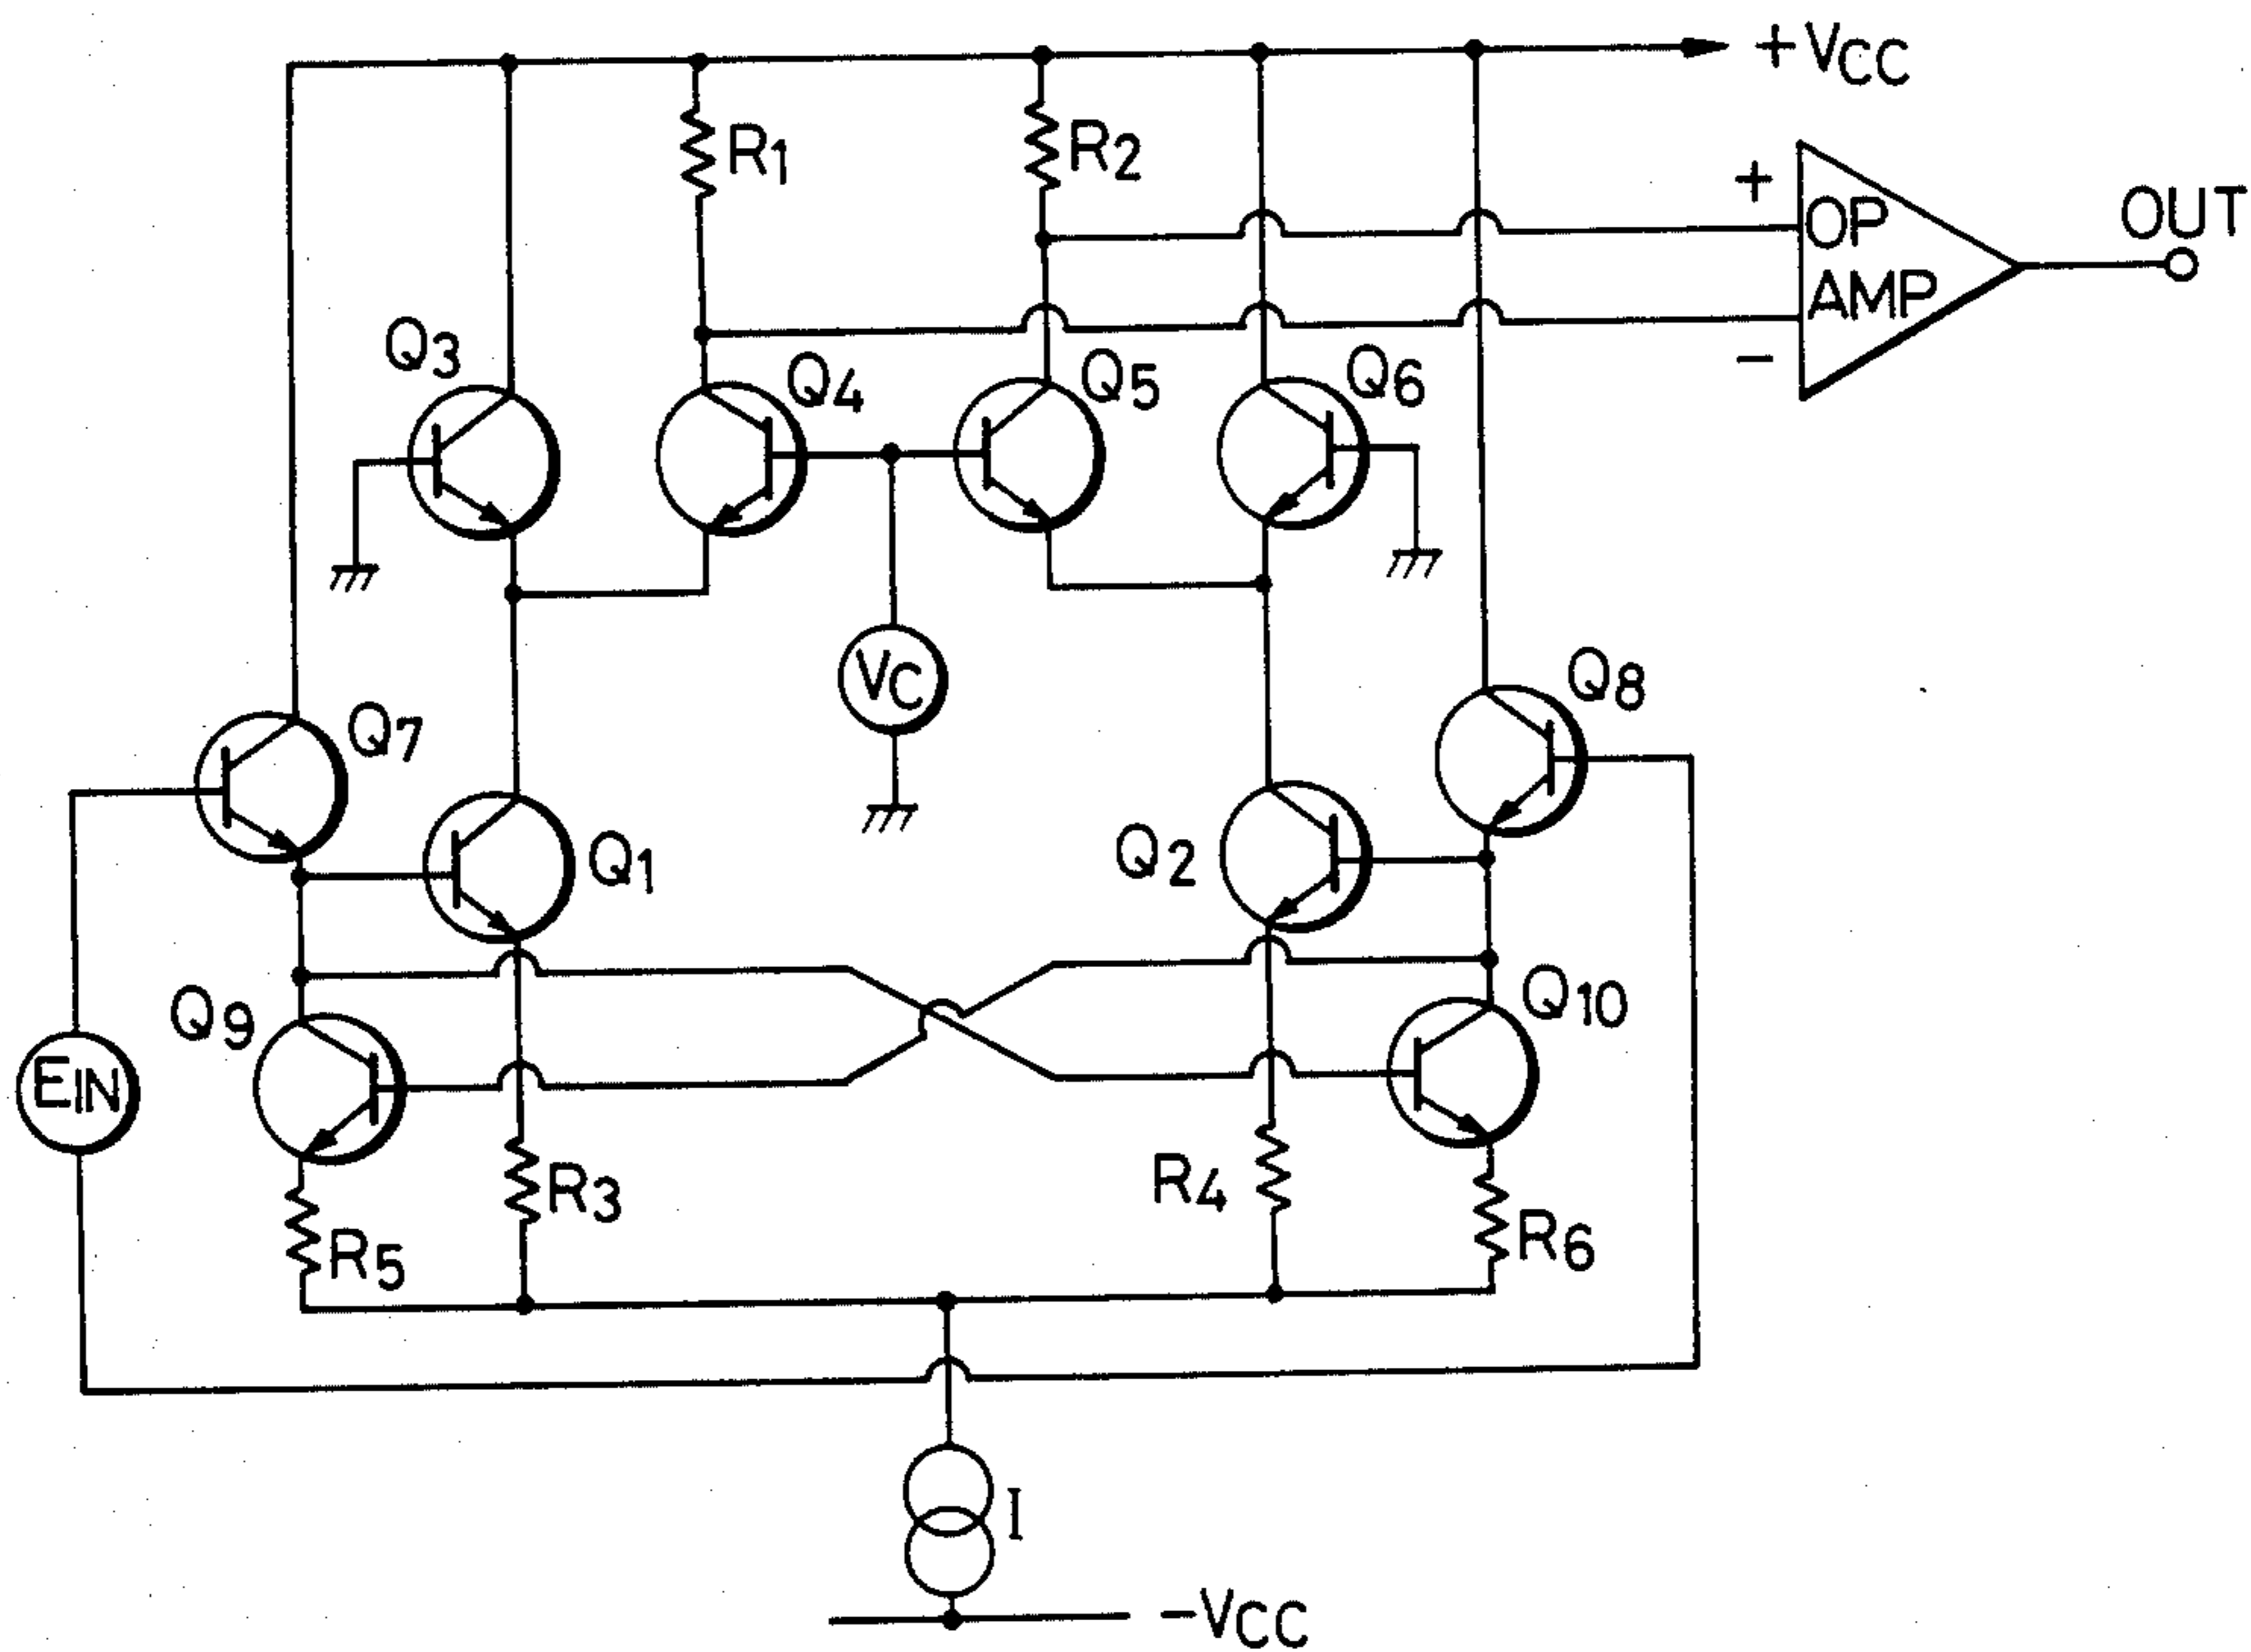 +VCC
R1
R2
+
OP
AMP
−
OUT
Q3
Q4
Q5
Q6
VC
Q7
Q8
Q1
Q2
Q9
Q10
EIN
R3
R4
R5
R6
I
−VCC